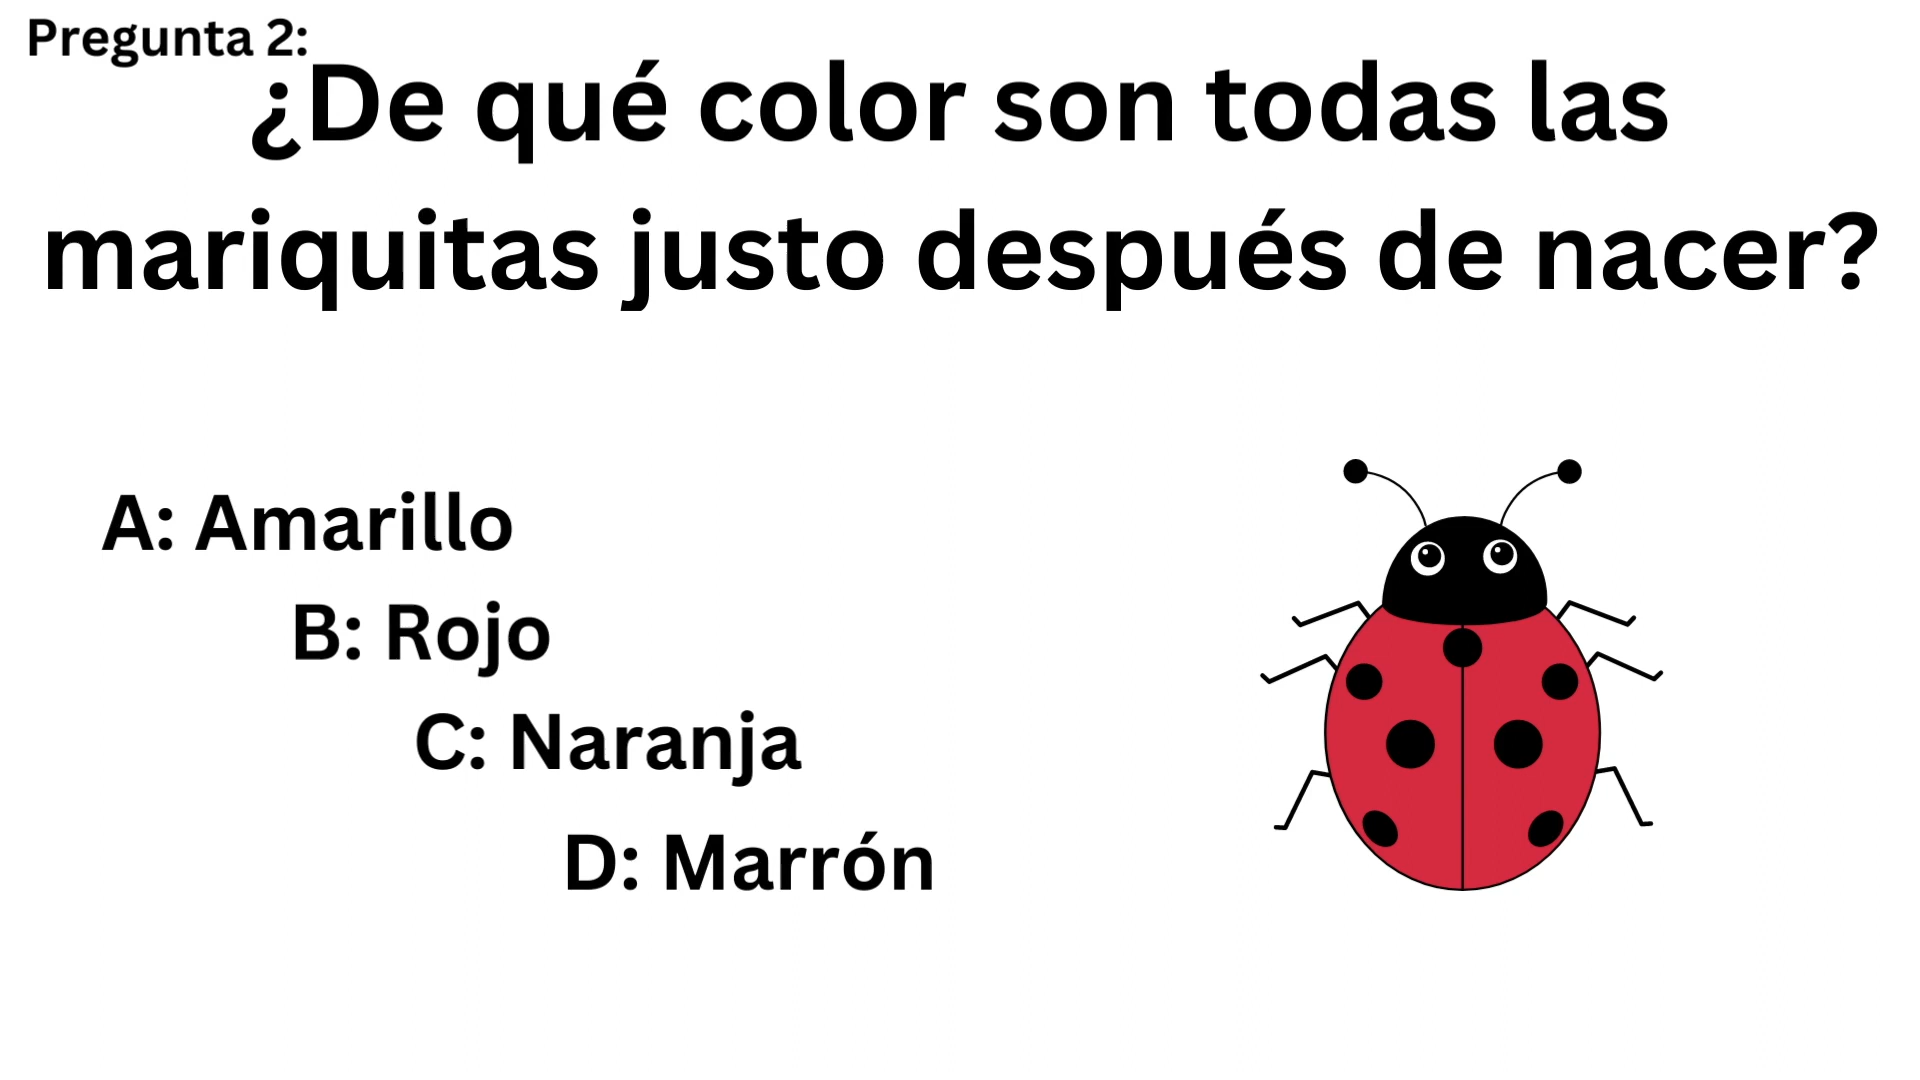 Pregunta 2:
¿De qué color son todas las
mariquitas justo después de nacer?
A: Amarillo
B: Rojo
C: Naranja
D: Marrón